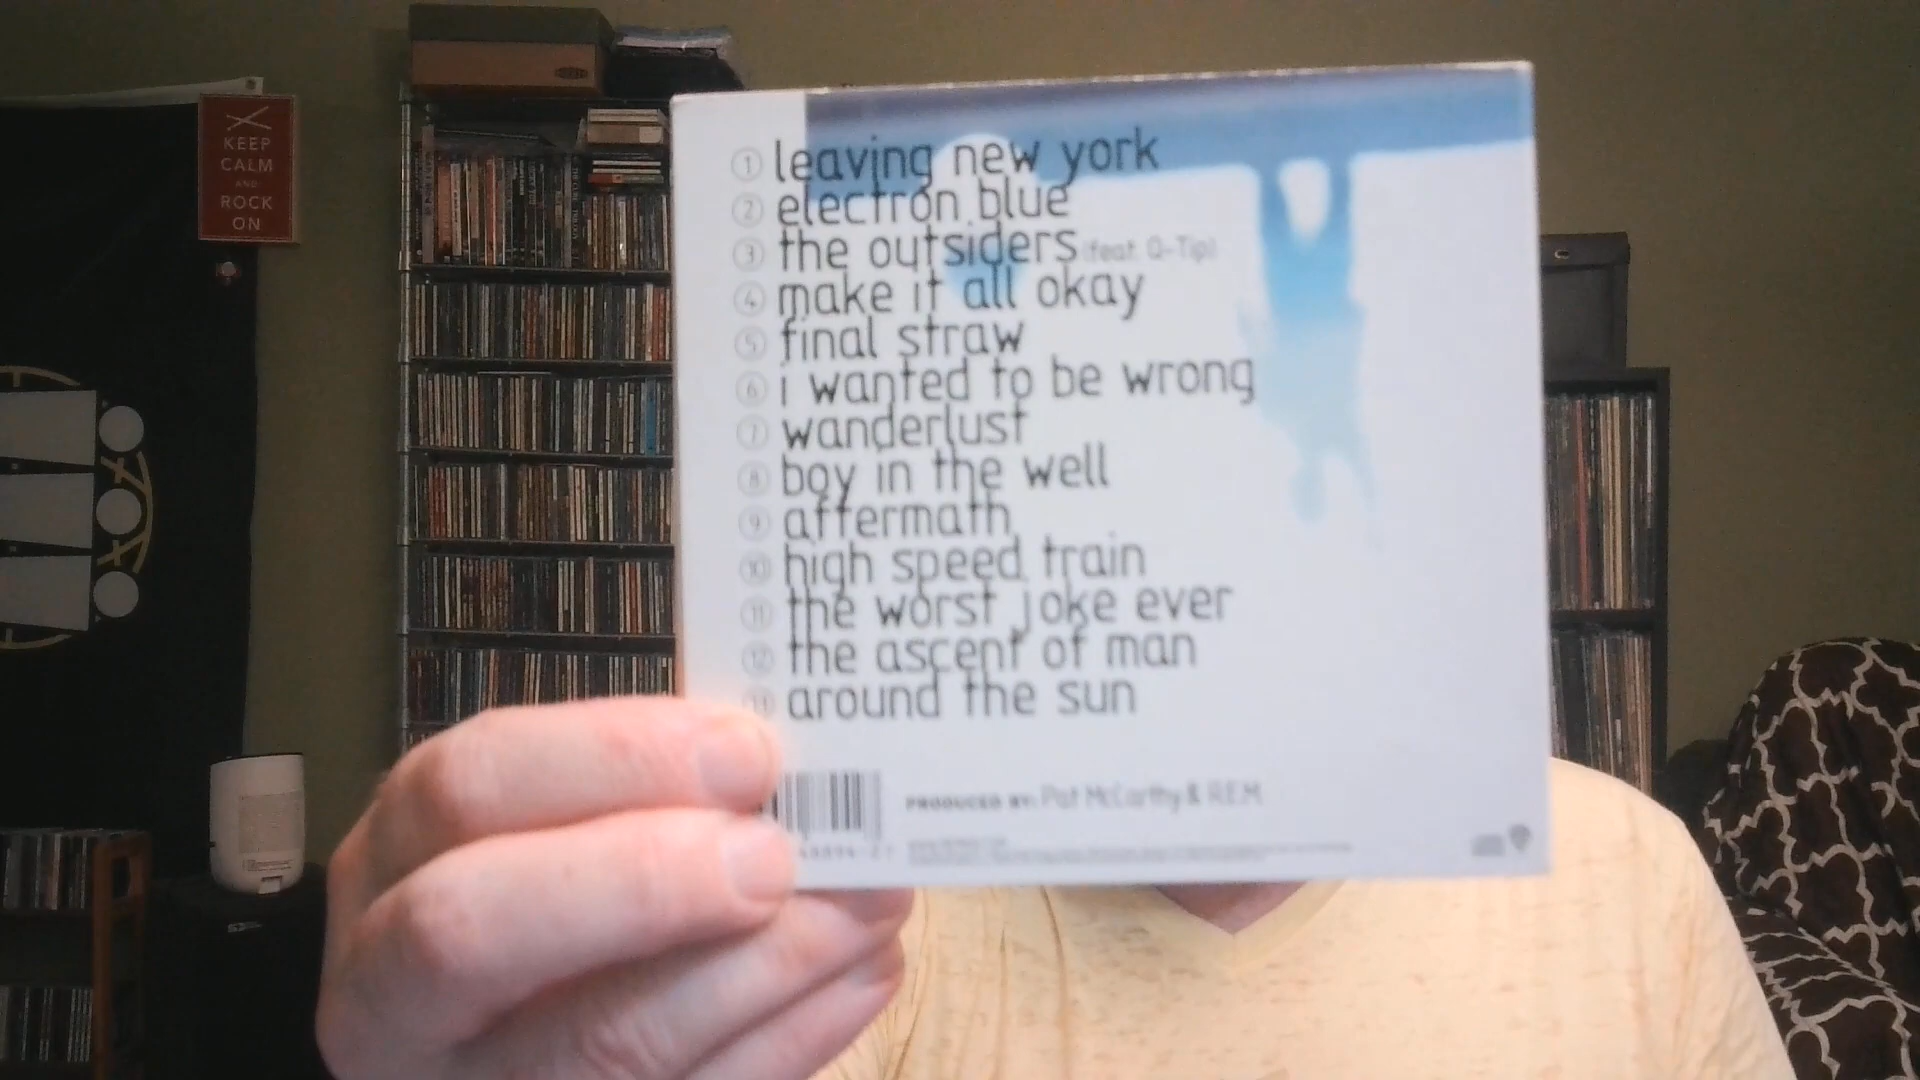 KEEP
CALM
AND
ROCK
ON
1 leaving new york
2 electron blue
3 the outsiders (feat. Q-Tip)
4 make it all okay
5 final straw
6 i wanted to be wrong
7 wanderlust
8 boy in the well
9 aftermath
10 high speed train
11 the worst joke ever
12 the ascent of man
13 around the sun
PRODUCED BY: Pat McCarthy & R.E.M.